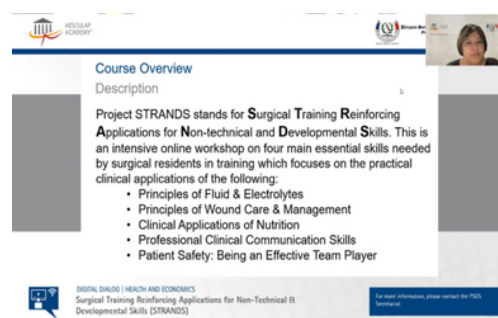 AESCULAP
ACADEMY
Course Overview
Description
Project STRANDS stands for Surgical Training Reinforcing
Applications for Non-technical and Developmental Skills. This is
an intensive online workshop on four main essential skills needed
by surgical residents in training which focuses on the practical
clinical applications of the following:
• Principles of Fluid & Electrolytes
• Principles of Wound Care & Management
• Clinical Applications of Nutrition
• Professional Clinical Communication Skills
• Patient Safety: Being an Effective Team Player
DIGITAL DIALOG | HEALTH AND ECONOMICS
Surgical Training Reinforcing Applications for Non-Technical &
Developmental Skills (STRANDS)
For more information, please contact the PSGS
Secretariat